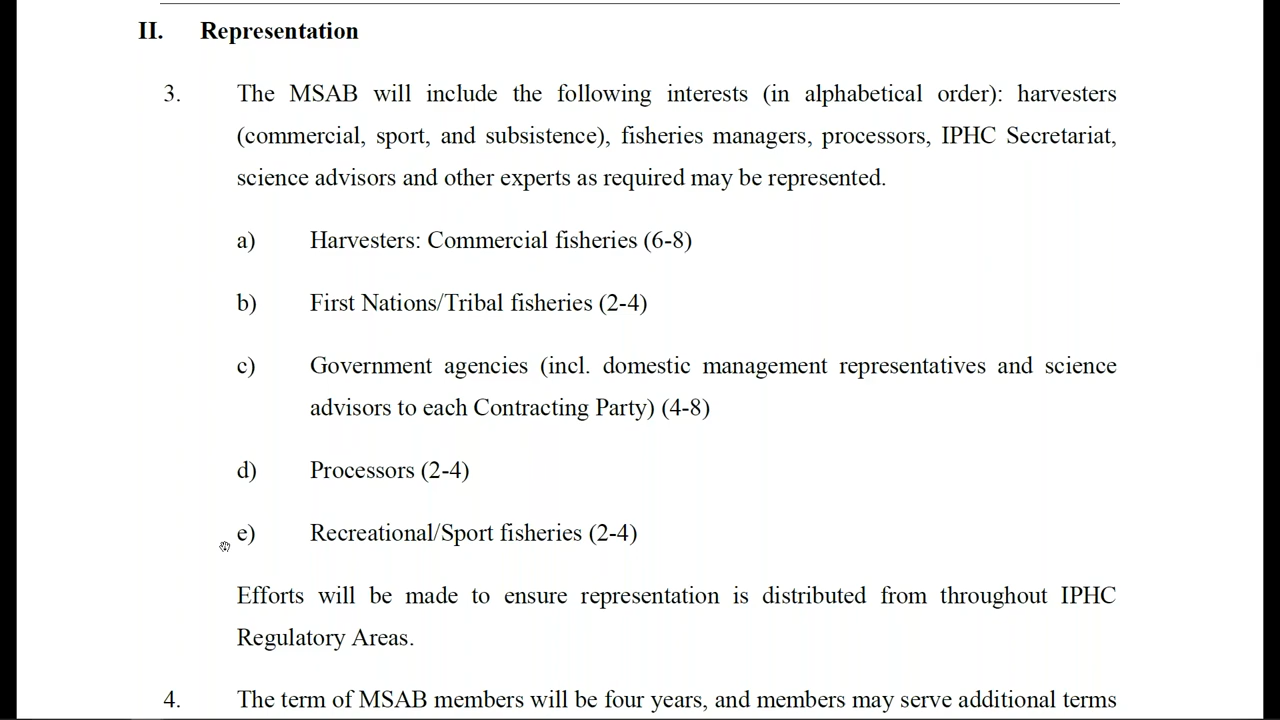 II. Representation
3. The MSAB will include the following interests (in alphabetical order): harvesters
(commercial, sport, and subsistence), fisheries managers, processors, IPHC Secretariat,
science advisors and other experts as required may be represented.
a) Harvesters: Commercial fisheries (6-8)
b) First Nations/Tribal fisheries (2-4)
c) Government agencies (incl. domestic management representatives and science
advisors to each Contracting Party) (4-8)
d) Processors (2-4)
e) Recreational/Sport fisheries (2-4)
Efforts will be made to ensure representation is distributed from throughout IPHC
Regulatory Areas.
4. The term of MSAB members will be four years, and members may serve additional terms